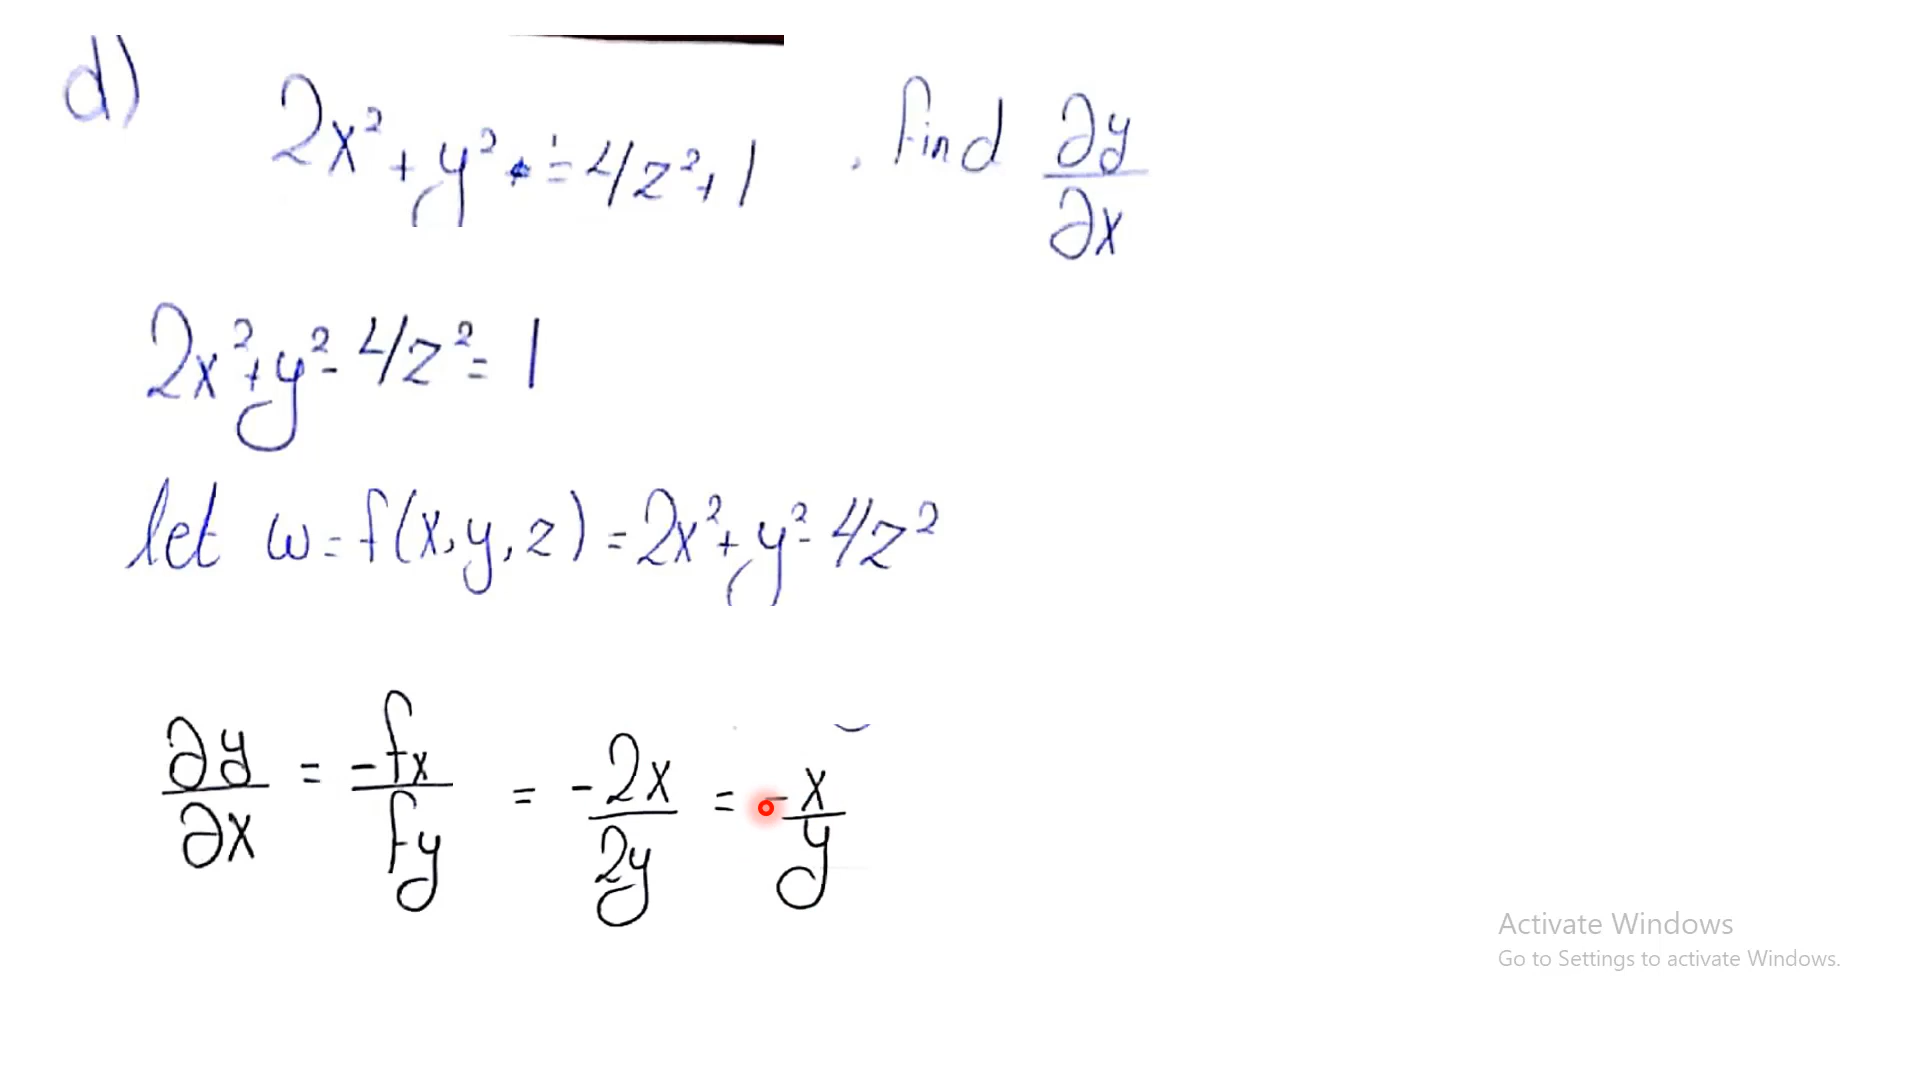 d) 2x² + y² = 4z² + 1 . find ∂y/∂x
2x² + y² - 4z² = 1
let w = f(x, y, z) = 2x² + y² - 4z²
∂y/∂x = -fx/fy = -2x/2y = -x/y
Activate Windows
Go to Settings to activate Windows.